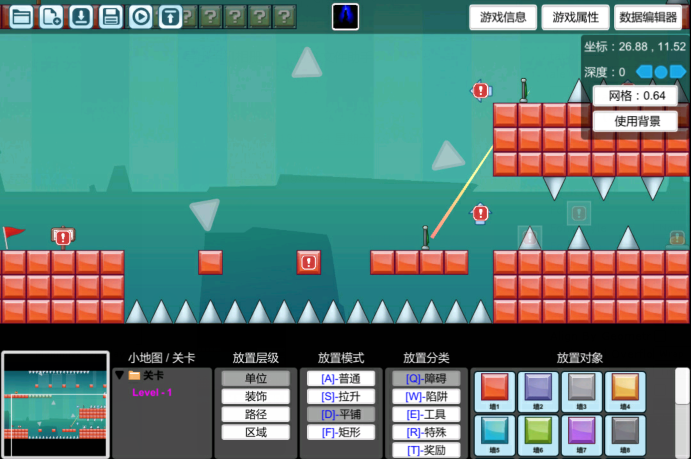 游戏信息 游戏属性 数据编辑器
坐标：26.88 , 11.52
深度：0
网格：0.64
使用背景
小地图 / 关卡 放置层级 放置模式 放置分类 放置对象
关卡
Level - 1
单位
装饰
路径
区域
[A]-普通
[S]-拉升
[D]-平铺
[F]-矩形
[Q]-障碍
[W]-陷阱
[E]-工具
[R]-特殊
[T]-奖励
墙1 墙2 墙3 墙4
墙5 墙6 墙7 墙8